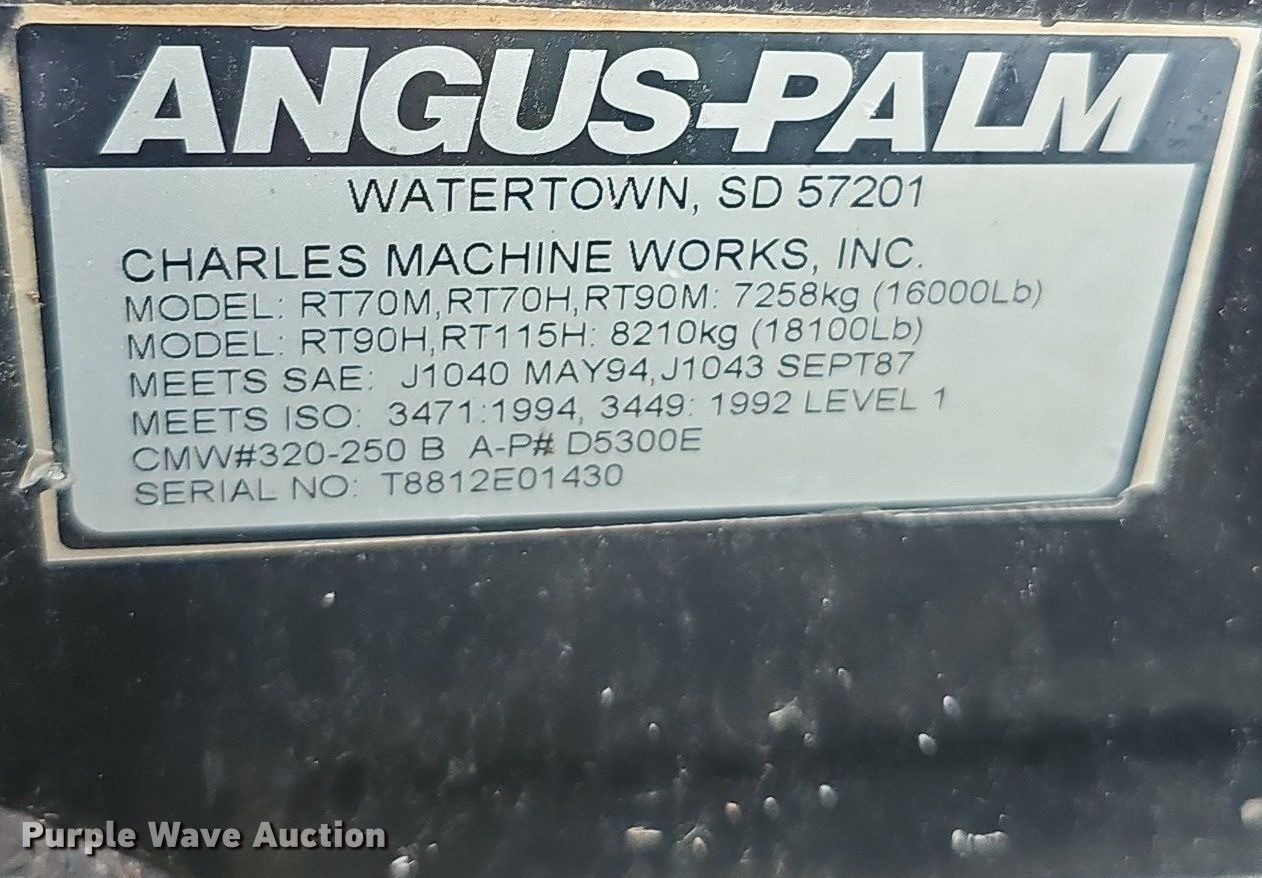 ANGUS-PALM
WATERTOWN, SD 57201
CHARLES MACHINE WORKS, INC.
MODEL: RT70M,RT70H,RT90M: 7258kg (16000Lb)
MODEL: RT90H,RT115H: 8210kg (18100Lb)
MEETS SAE: J1040 MAY94,J1043 SEPT87
MEETS ISO: 3471:1994, 3449: 1992 LEVEL 1
CMW#320-250 B A-P# D5300E
SERIAL NO: T8812E01430
Purple Wave Auction